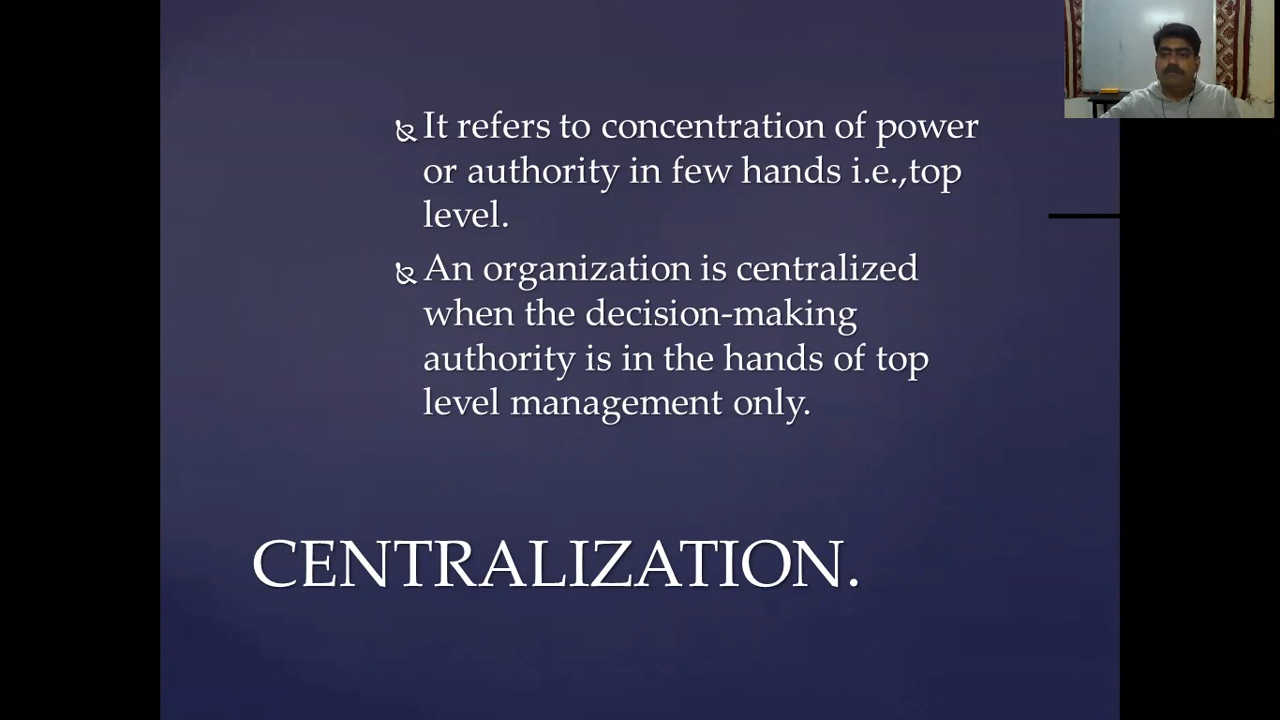 It refers to concentration of power
or authority in few hands i.e.,top
level.
An organization is centralized
when the decision-making
authority is in the hands of top
level management only.
CENTRALIZATION.